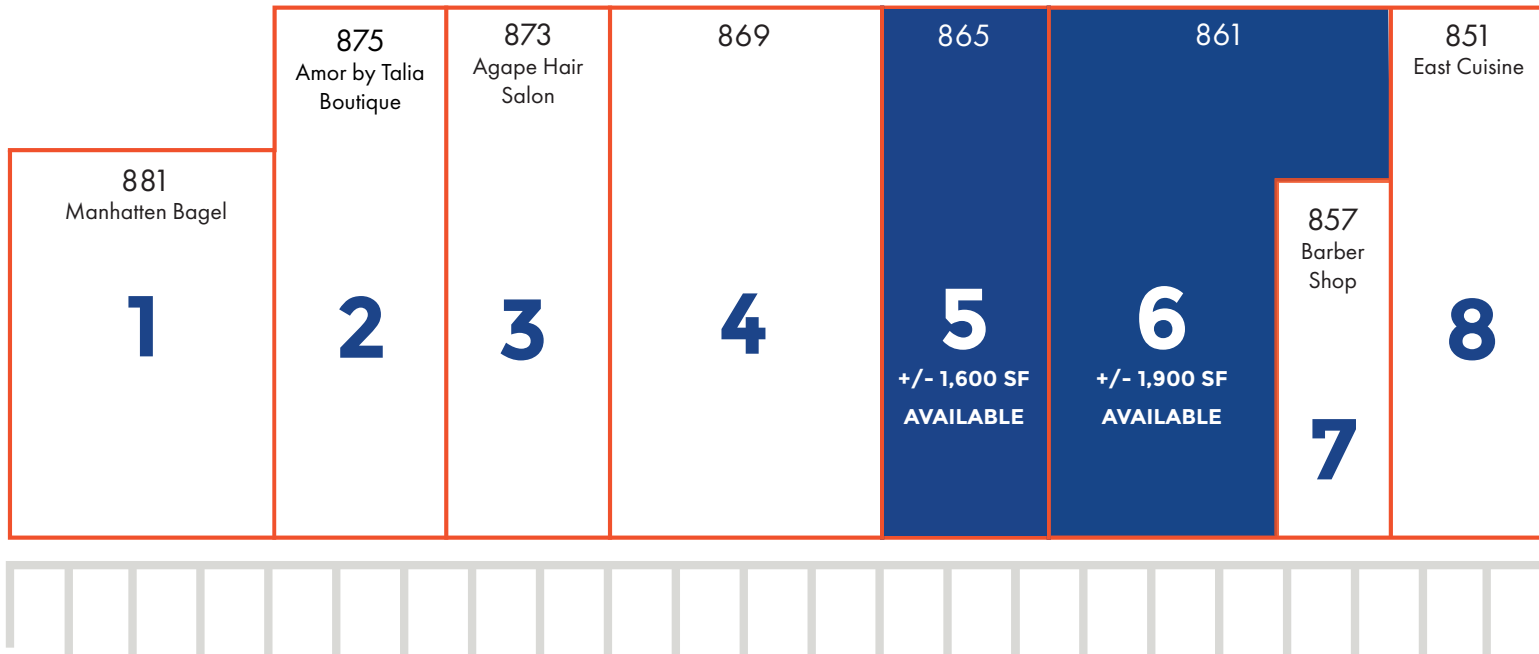 881
Manhatten Bagel
1
875
Amor by Talia
Boutique
2
873
Agape Hair
Salon
3
869
4
865
5
+/- 1,600 SF
AVAILABLE
861
6
+/- 1,900 SF
AVAILABLE
857
Barber
Shop
7
851
East Cuisine
8